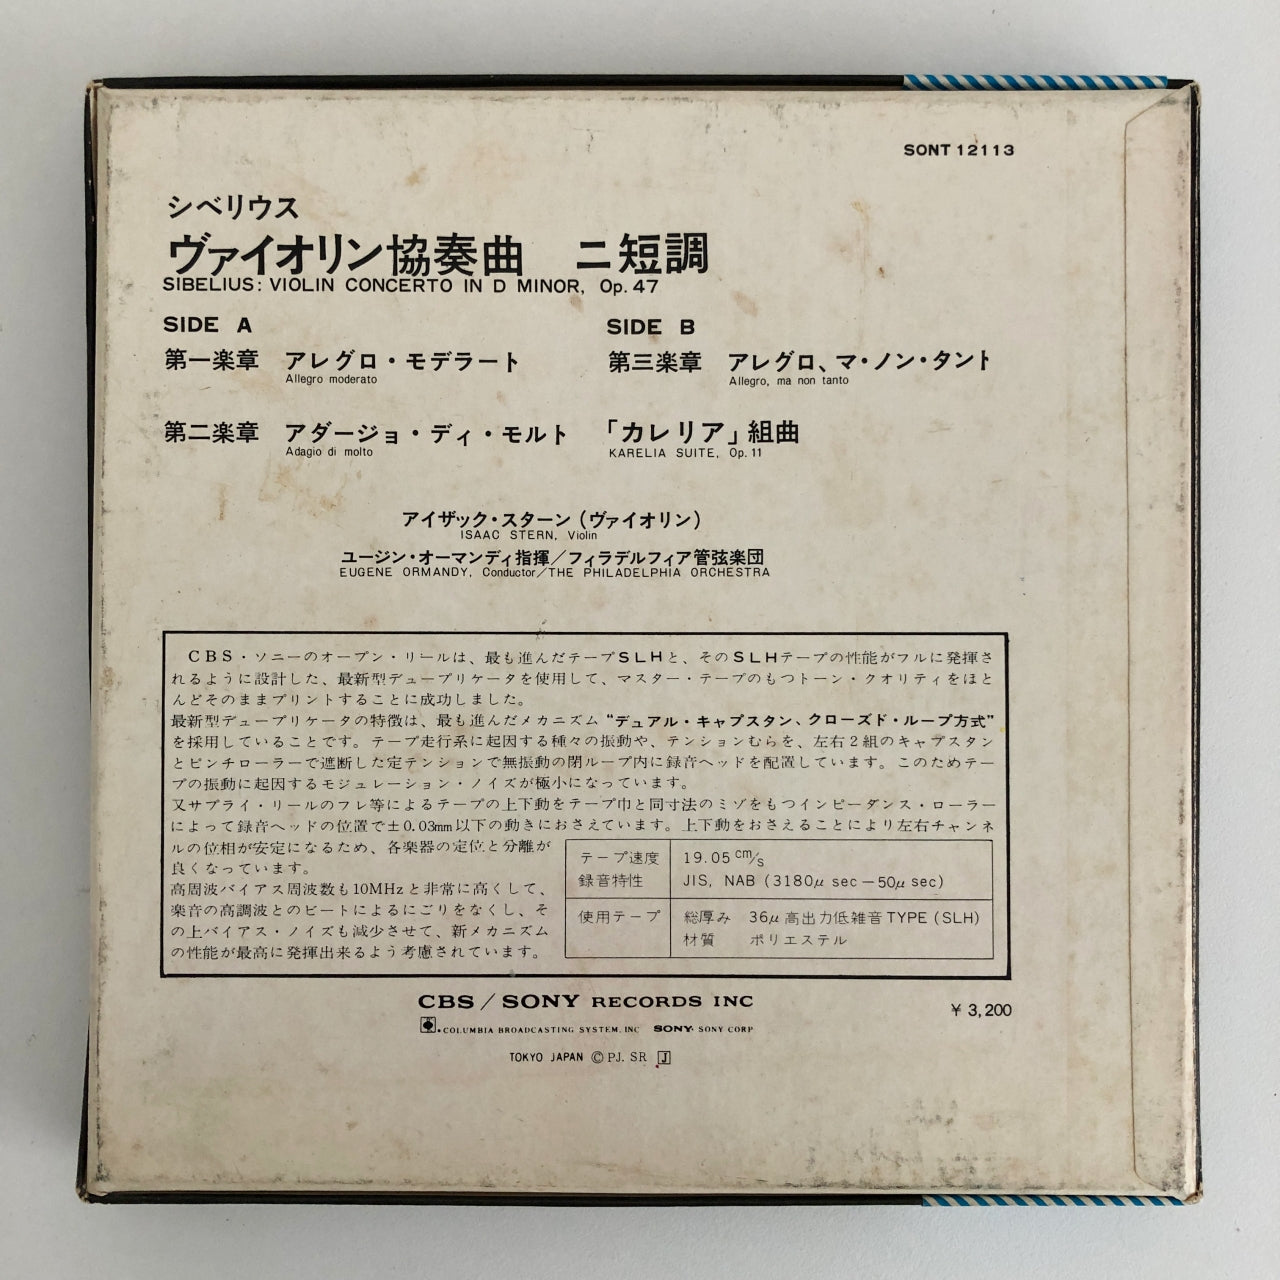 SONT 12113
シベリウス
ヴァイオリン協奏曲　ニ短調
SIBELIUS: VIOLIN CONCERTO IN D MINOR, Op. 47
SIDE A
第一楽章　アレグロ・モデラート
Allegro moderato
第二楽章　アダージョ・ディ・モルト
Adagio di molto
SIDE B
第三楽章　アレグロ、マ・ノン・タント
Allegro, ma non tanto
「カレリア」組曲
KARELIA SUITE, Op. 11
アイザック・スターン（ヴァイオリン）
ISAAC STERN, Violin
ユージン・オーマンディ指揮／フィラデルフィア管弦楽団
EUGENE ORMANDY, Conductor／THE PHILADELPHIA ORCHESTRA
CBS・ソニーのオープン・リールは、最も進んだテープSLHと、そのSLHテープの性能がフルに発揮さ
れるように設計した、最新型デュープリケータを使用して、マスター・テープのもつトーン・クオリティをほと
んどそのままプリントすることに成功しました。
最新型デュープリケータの特徴は、最も進んだメカニズム“デュアル・キャプスタン、クローズド・ループ方式”
を採用していることです。テープ走行系に起因する種々の振動や、テンションむらを、左右2組のキャプスタン
とピンチローラーで遮断した定テンションで無振動の閉ループ内に録音ヘッドを配置しています。このためテー
プの振動に起因するモジュレーション・ノイズが極小になっています。
又サプライ・リールのフレ等によるテープの上下動をテープ巾と同寸法のミゾをもつインピーダンス・ローラー
によって録音ヘッドの位置で±0.03mm以下の動きにおさえています。上下動をおさえることにより左右チャンネ
ルの位相が安定になるため、各楽器の定位と分離が
良くなっています。
高周波バイアス周波数も10MHzと非常に高くして、
楽音の高調波とのビートによるにごりをなくし、そ
の上バイアス・ノイズも減少させて、新メカニズム
の性能が最高に発揮出来るよう考慮されています。
テープ速度　19.05 cm/s
録音特性　JIS, NAB (3180μ sec－50μ sec)
使用テープ　総厚み　36μ高出力低雑音TYPE (SLH)
材質　ポリエステル
CBS / SONY RECORDS INC
COLUMBIA BROADCASTING SYSTEM, INC SONY SONY CORP
TOKYO JAPAN Ⓒ PJ. SR J
¥ 3,200